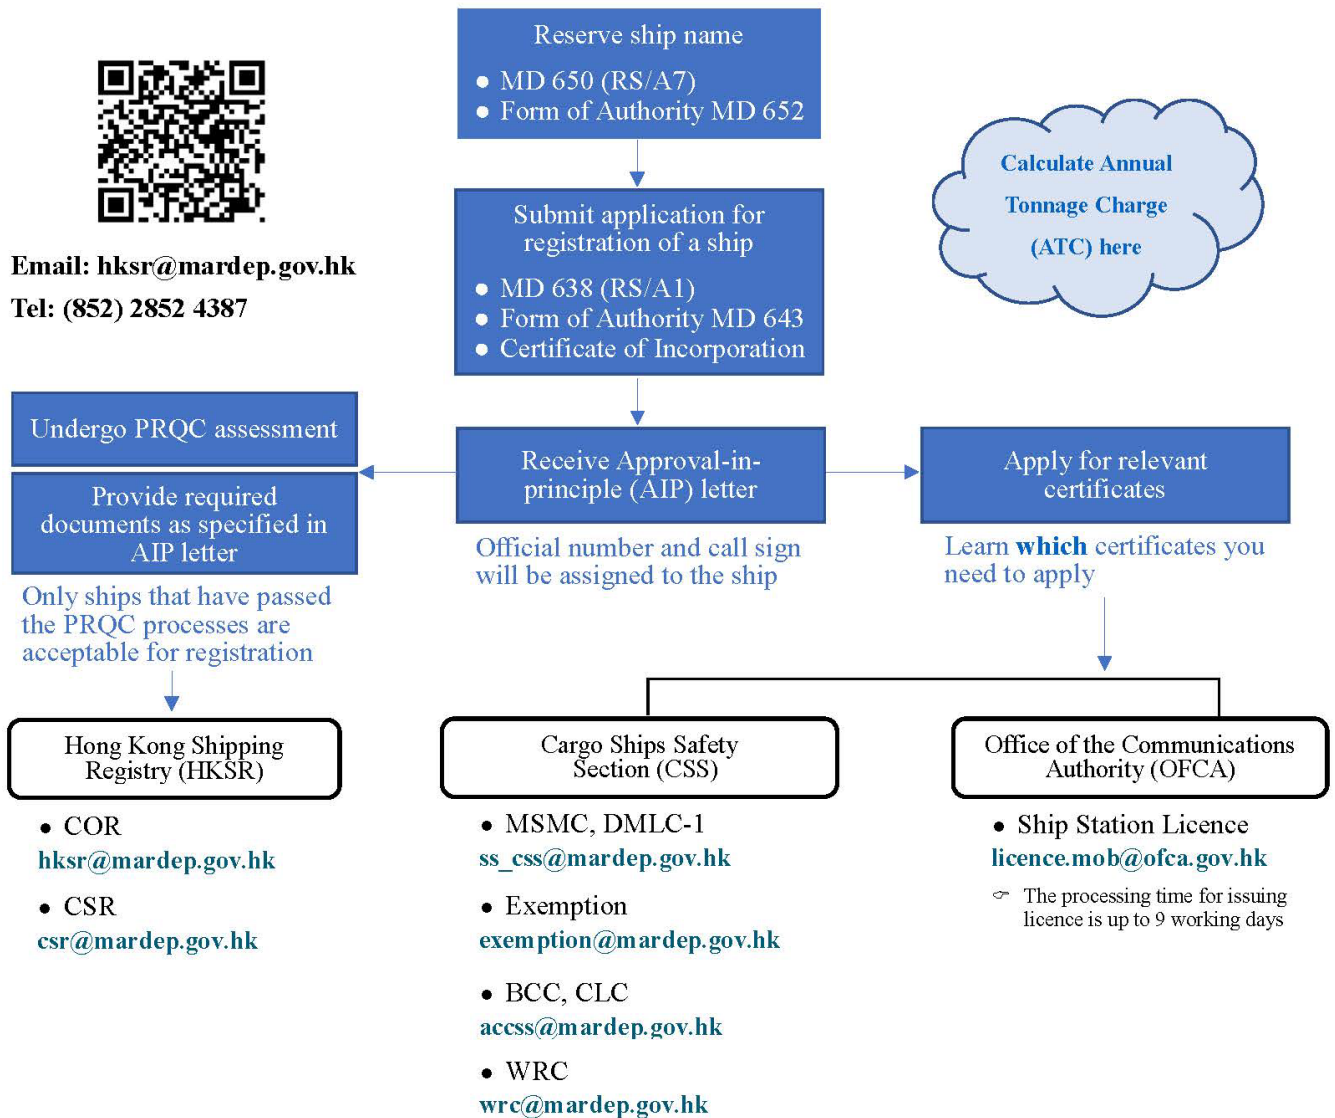 Reserve ship name
● MD 650 (RS/A7)
● Form of Authority MD 652
Email: hksr@mardep.gov.hk
Tel: (852) 2852 4387
Calculate Annual
Tonnage Charge
(ATC) here
Submit application for
registration of a ship
● MD 638 (RS/A1)
● Form of Authority MD 643
● Certificate of Incorporation
Undergo PRQC assessment
Provide required
documents as specified in
AIP letter
Only ships that have passed
the PRQC processes are
acceptable for registration
Receive Approval-in-
principle (AIP) letter
Official number and call sign
will be assigned to the ship
Apply for relevant
certificates
Learn which certificates you
need to apply
Hong Kong Shipping
Registry (HKSR)
● COR
hksr@mardep.gov.hk
● CSR
csr@mardep.gov.hk
Cargo Ships Safety
Section (CSS)
● MSMC, DMLC-1
ss_css@mardep.gov.hk
● Exemption
exemption@mardep.gov.hk
● BCC, CLC
accss@mardep.gov.hk
● WRC
wrc@mardep.gov.hk
Office of the Communications
Authority (OFCA)
● Ship Station Licence
licence.mob@ofca.gov.hk
☞ The processing time for issuing
licence is up to 9 working days